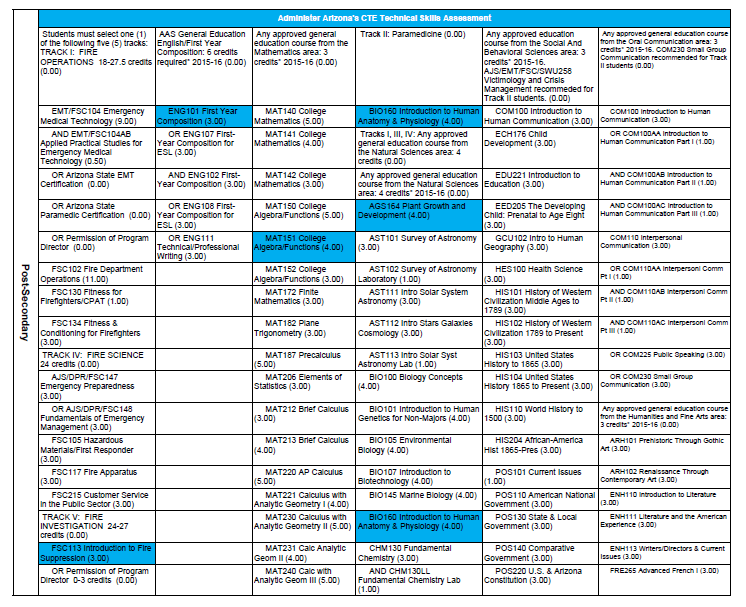 Administer Arizona's CTE Technical Skills Assessment
Post-Secondary
Students must select one (1)
of the following five (5) tracks:
TRACK I: FIRE
OPERATIONS 18-27.5 credits
(0.00)
AAS General Education
English/First Year
Composition: 6 credits
required* 2015-16 (0.00)
Any approved general
education course from the
Mathematics area: 3
credits* 2015-16 (0.00)
Track II: Paramedicine (0.00)
Any approved general education
course from the Social And
Behavioral Sciences area: 3
credits* 2015-16.
AJS/EMT/FSC/SWU258
Victimology and Crisis
Management recommeded for
Track II students. (0.00)
Any approved general education course
from the Oral Communication area: 3
credits* 2015-16. COM230 Small Group
Communication recommended for Track
II students (0.00)
EMT/FSC104 Emergency
Medical Technology (9.00)
ENG101 First Year
Composition (3.00)
MAT140 College
Mathematics (5.00)
BIO160 Introduction to Human
Anatomy & Physiology (4.00)
COM100 Introduction to
Human Communication (3.00)
COM100 Introduction to Human
Communication (3.00)
AND EMT/FSC104AB
Applied Practical Studies for
Emergency Medical
Technology (0.50)
OR ENG107 First-
Year Composition for
ESL (3.00)
MAT141 College
Mathematics (4.00)
Tracks I, III, IV: Any approved
general education course from
the Natural Sciences area: 4
credits (0.00)
ECH176 Child
Development (3.00)
OR COM100AA Introduction to
Human Communication Part I (1.00)
OR Arizona State EMT
Certification (0.00)
AND ENG102 First-
Year Composition (3.00)
MAT142 College
Mathematics (3.00)
Any approved general education
course from the Natural Sciences
area: 4 credits* 2015-16 (0.00)
EDU221 Introduction to
Education (3.00)
AND COM100AB Introduction to
Human Communication Part II (1.00)
OR Arizona State
Paramedic Certification (0.00)
OR ENG108 First-
Year Composition for
ESL (3.00)
MAT150 College
Algebra/Functions (5.00)
AGS164 Plant Growth and
Development (4.00)
EED205 The Developing
Child: Prenatal to Age Eight
(3.00)
AND COM100AC Introduction to
Human Communication Part III (1.00)
OR Permission of Program
Director (0.00)
OR ENG111
Technical/Professional
Writing (3.00)
MAT151 College
Algebra/Functions (4.00)
AST101 Survey of Astronomy
(3.00)
GCU102 Intro to Human
Geography (3.00)
COM110 Interpersonal
Communication (3.00)
FSC102 Fire Department
Operations (11.00)
MAT152 College
Algebra/Functions (3.00)
AST102 Survey of Astronomy
Laboratory (1.00)
HES100 Health Science
(3.00)
OR COM110AA Interpersonl Comm
Pt I (1.00)
FSC130 Fitness for
Firefighters/CPAT (1.00)
MAT172 Finite
Mathematics (3.00)
AST111 Intro Solar System
Astronomy (3.00)
HIS101 History of Western
Civilization Middle Ages to
1789 (3.00)
AND COM110AB Interpersonl Comm
Pt II (1.00)
FSC134 Fitness &
Conditioning for Firefighters
(3.00)
MAT182 Plane
Trigonometry (3.00)
AST112 Intro Stars Galaxies
Cosmology (3.00)
HIS102 History of Western
Civilization 1789 to Present
(3.00)
AND COM110AC Interpersonl Comm
Pt III (1.00)
TRACK IV: FIRE SCIENCE
24 credits (0.00)
MAT187 Precalculus
(5.00)
AST113 Intro Solar Syst
Astronomy Lab (1.00)
HIS103 United States
History to 1865 (3.00)
OR COM225 Public Speaking (3.00)
AJS/DPR/FSC147
Emergency Preparedness
(3.00)
MAT206 Elements of
Statistics (3.00)
BIO100 Biology Concepts
(4.00)
HIS104 United States
History 1865 to Present (3.00)
OR COM230 Small Group
Communication (3.00)
OR AJS/DPR/FSC148
Fundamentals of Emergency
Management (3.00)
MAT212 Brief Calculus
(3.00)
BIO101 Introduction to Human
Genetics for Non-Majors (4.00)
HIS110 World History to
1500 (3.00)
Any approved general education course
from the Humanities and Fine Arts area:
3 credits* 2015-16 (0.00)
FSC105 Hazardous
Materials/First Responder
(3.00)
MAT213 Brief Calculus
(4.00)
BIO105 Environmental
Biology (4.00)
HIS204 African-America
Hist 1865-Pres (3.00)
ARH101 Prehistoric Through Gothic
Art (3.00)
FSC117 Fire Apparatus
(3.00)
MAT220 AP Calculus
(5.00)
BIO107 Introduction to
Biotechnology (4.00)
POS101 Current Issues
(1.00)
ARH102 Renaissance Through
Contemporary Art (3.00)
FSC215 Customer Service
in the Public Sector (3.00)
MAT221 Calculus with
Analytic Geometry I (4.00)
BIO145 Marine Biology (4.00)
POS110 American National
Government (3.00)
ENH110 Introduction to Literature
(3.00)
TRACK V: FIRE
INVESTIGATION 24-27
credits (0.00)
MAT230 Calculus with
Analytic Geometry II (5.00)
BIO160 Introduction to Human
Anatomy & Physiology (4.00)
POS130 State & Local
Government (3.00)
ENH111 Literature and the American
Experience (3.00)
FSC113 Introduction to Fire
Suppression (3.00)
MAT231 Calc Analytic
Geom II (4.00)
CHM130 Fundamental
Chemistry (3.00)
POS140 Comparative
Government (3.00)
ENH113 Writers/Directors & Current
Issues (3.00)
OR Permission of Program
Director 0-3 credits (0.00)
MAT240 Calc with
Analytic Geom III (5.00)
AND CHM130LL
Fundamental Chemistry Lab
(1.00)
POS220 U.S. & Arizona
Constitution (3.00)
FRE265 Advanced French I (3.00)